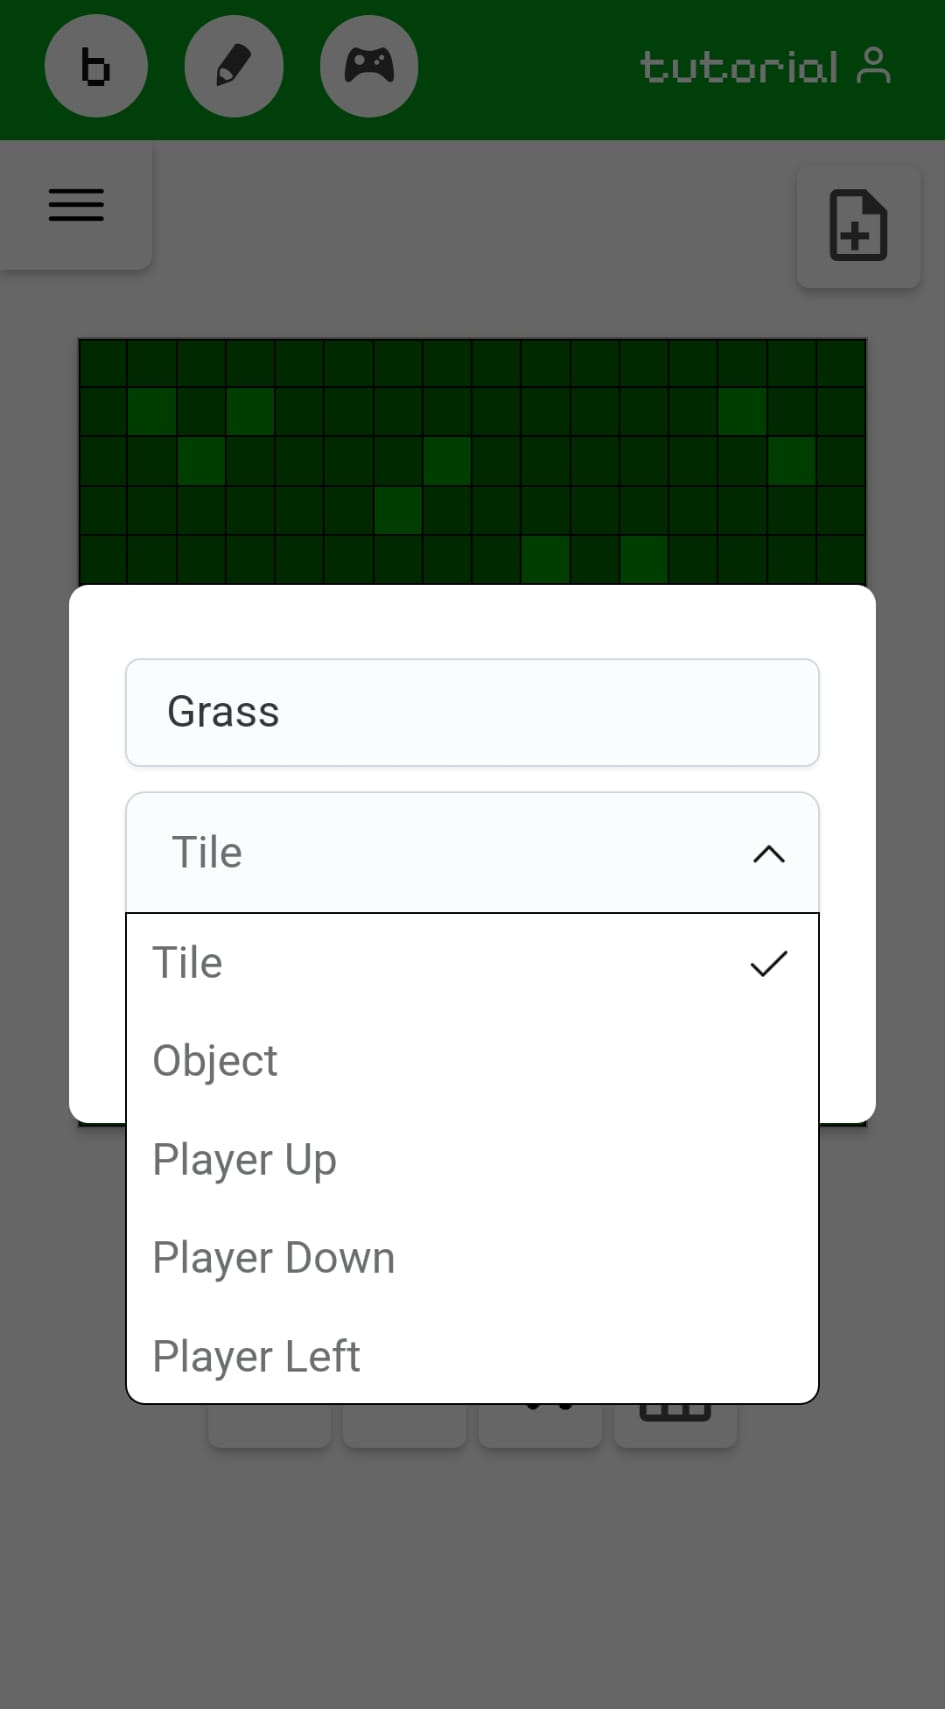 b
tutorial
Grass
Tile
Tile
Object
Player Up
Player Down
Player Left